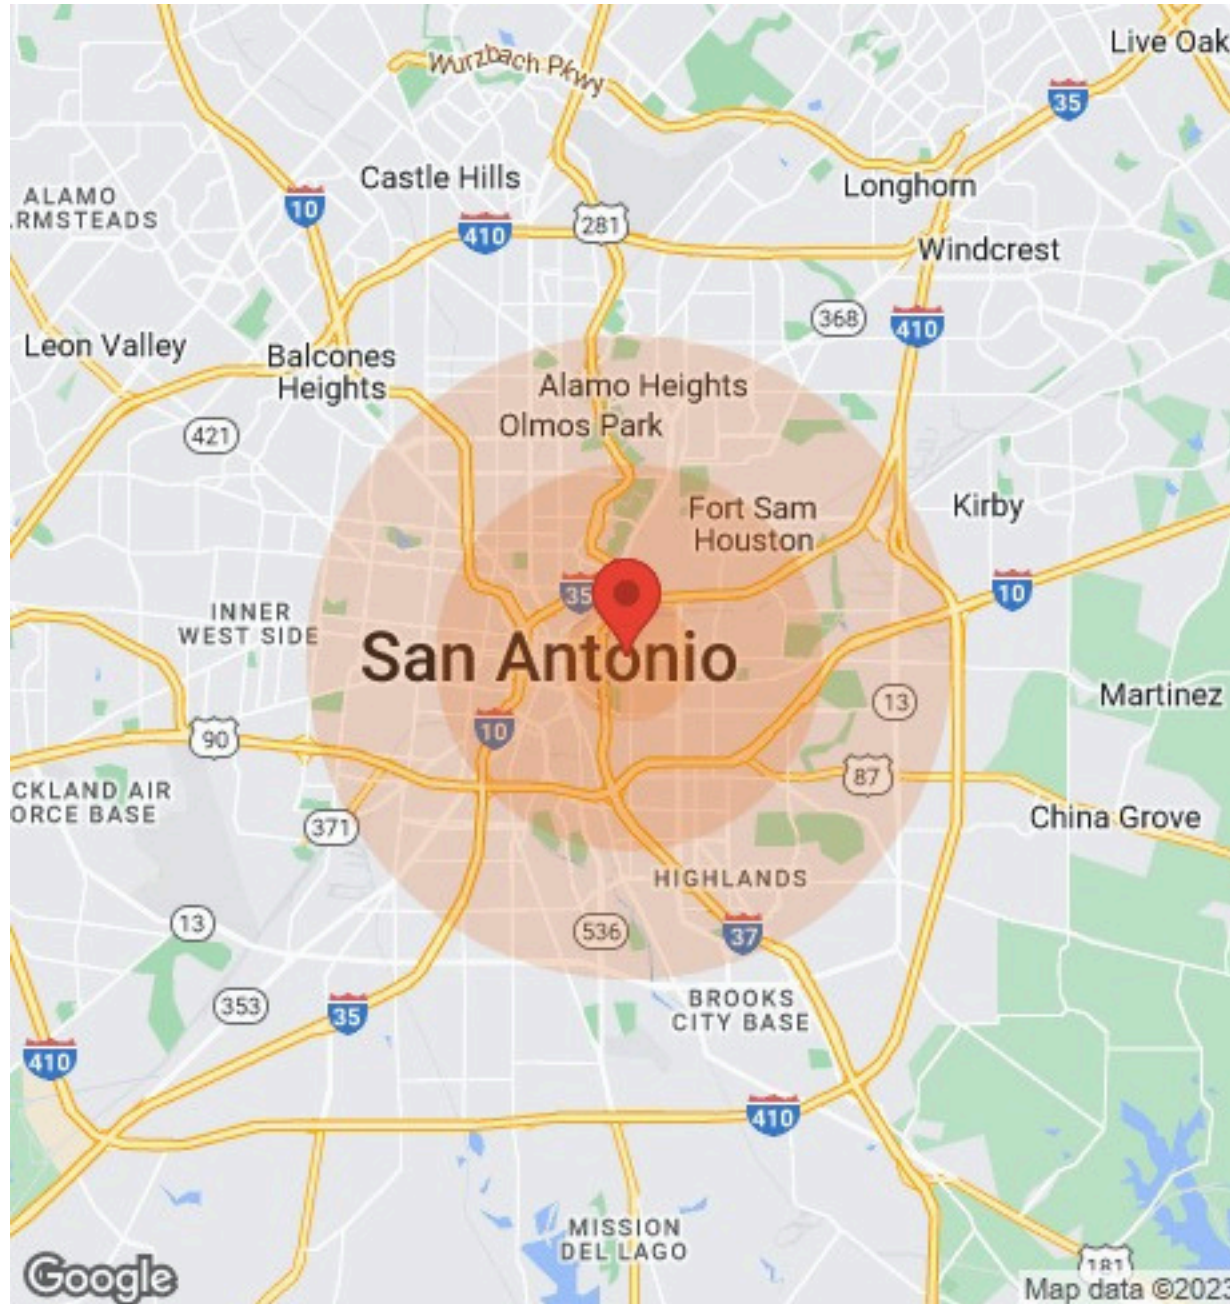 Live Oak
Wurzbach Pkwy
35
Castle Hills
Longhorn
ALAMO
ARMSTEADS
10
281
410
Windcrest
368
410
Leon Valley
Balcones
Heights
Alamo Heights
Olmos Park
421
Kirby
Fort Sam
Houston
10
35
INNER
WEST SIDE
San Antonio
Martinez
13
10
90
87
CKLAND AIR
ORCE BASE
371
China Grove
HIGHLANDS
13
536
37
353
35
BROOKS
CITY BASE
410
410
MISSION
DEL LAGO
181
Google
Map data ©2023